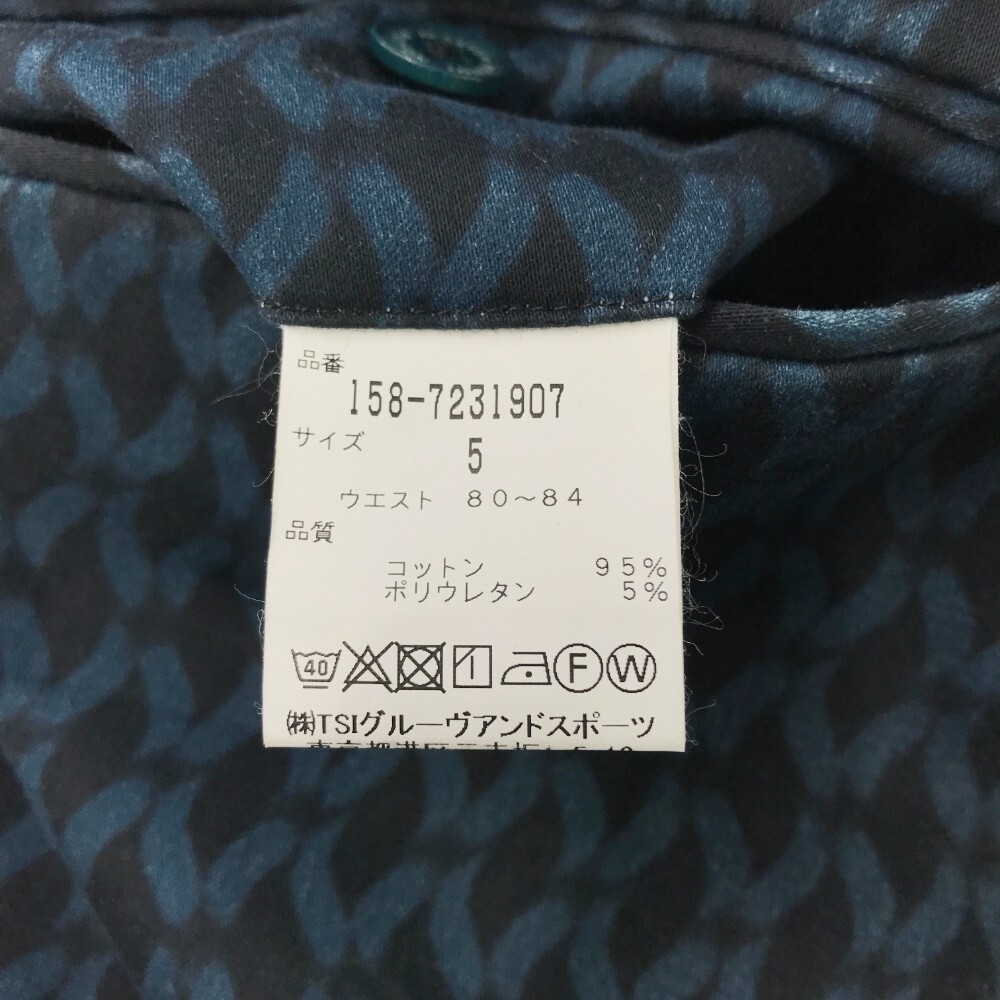 品番
158-7231907
サイズ
5
ウエスト 80～84
品質
コットン 95%
ポリウレタン 5%
40 F W
㈱TSIグルーヴアンドスポーツ